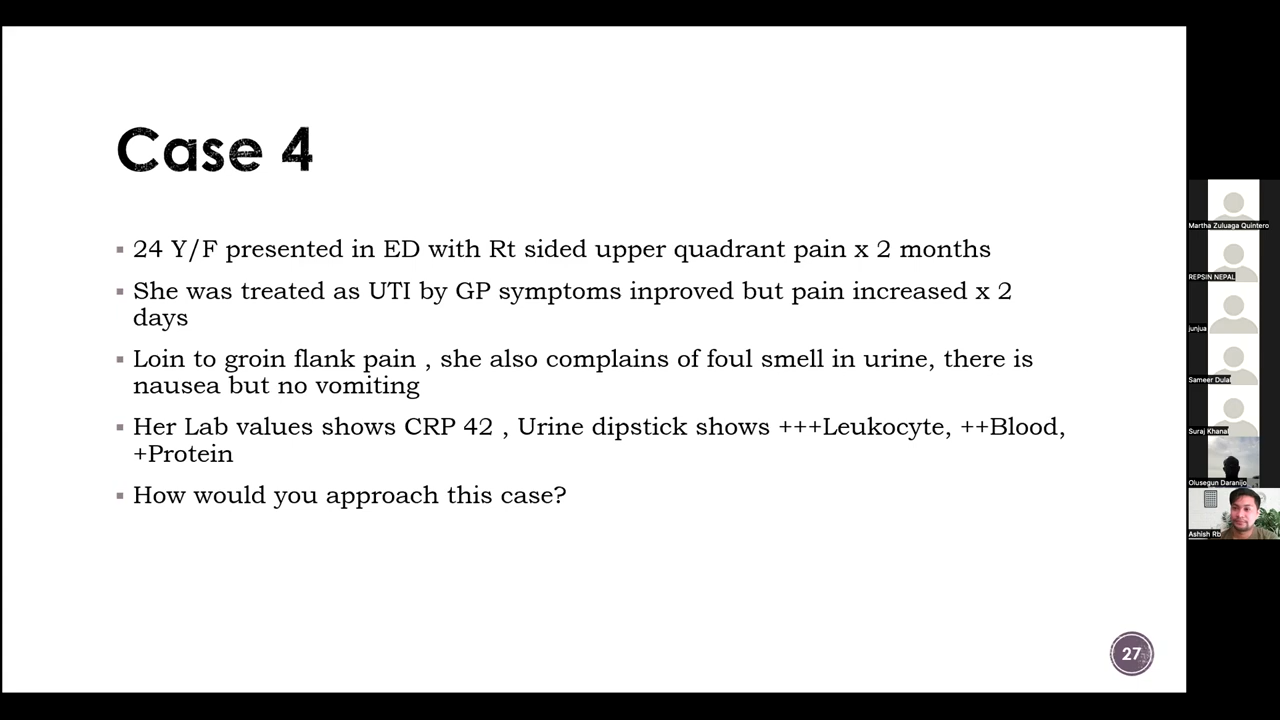 Case 4
24 Y/F presented in ED with Rt sided upper quadrant pain x 2 months
She was treated as UTI by GP symptoms inproved but pain increased x 2
days
Loin to groin flank pain , she also complains of foul smell in urine, there is
nausea but no vomiting
Her Lab values shows CRP 42 , Urine dipstick shows +++Leukocyte, ++Blood,
+Protein
How would you approach this case?
27
Martha Zuluaga Quintero
REPSIN NEPAL
junjua
Sameer Dulal
Suraj Khanal
Olusegun Daranijo
Ashish Rb